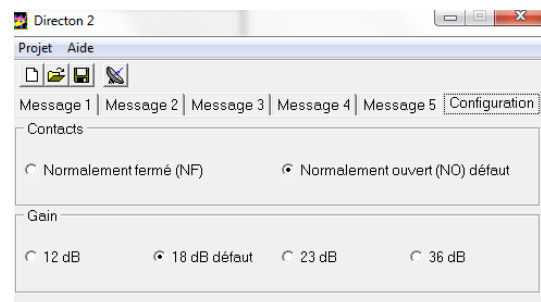 Directon 2
Projet Aide
Message 1 Message 2 Message 3 Message 4 Message 5 Configuration
Contacts
Normalement fermé (NF) Normalement ouvert (NO) défaut
Gain
12 dB 18 dB défaut 23 dB 36 dB